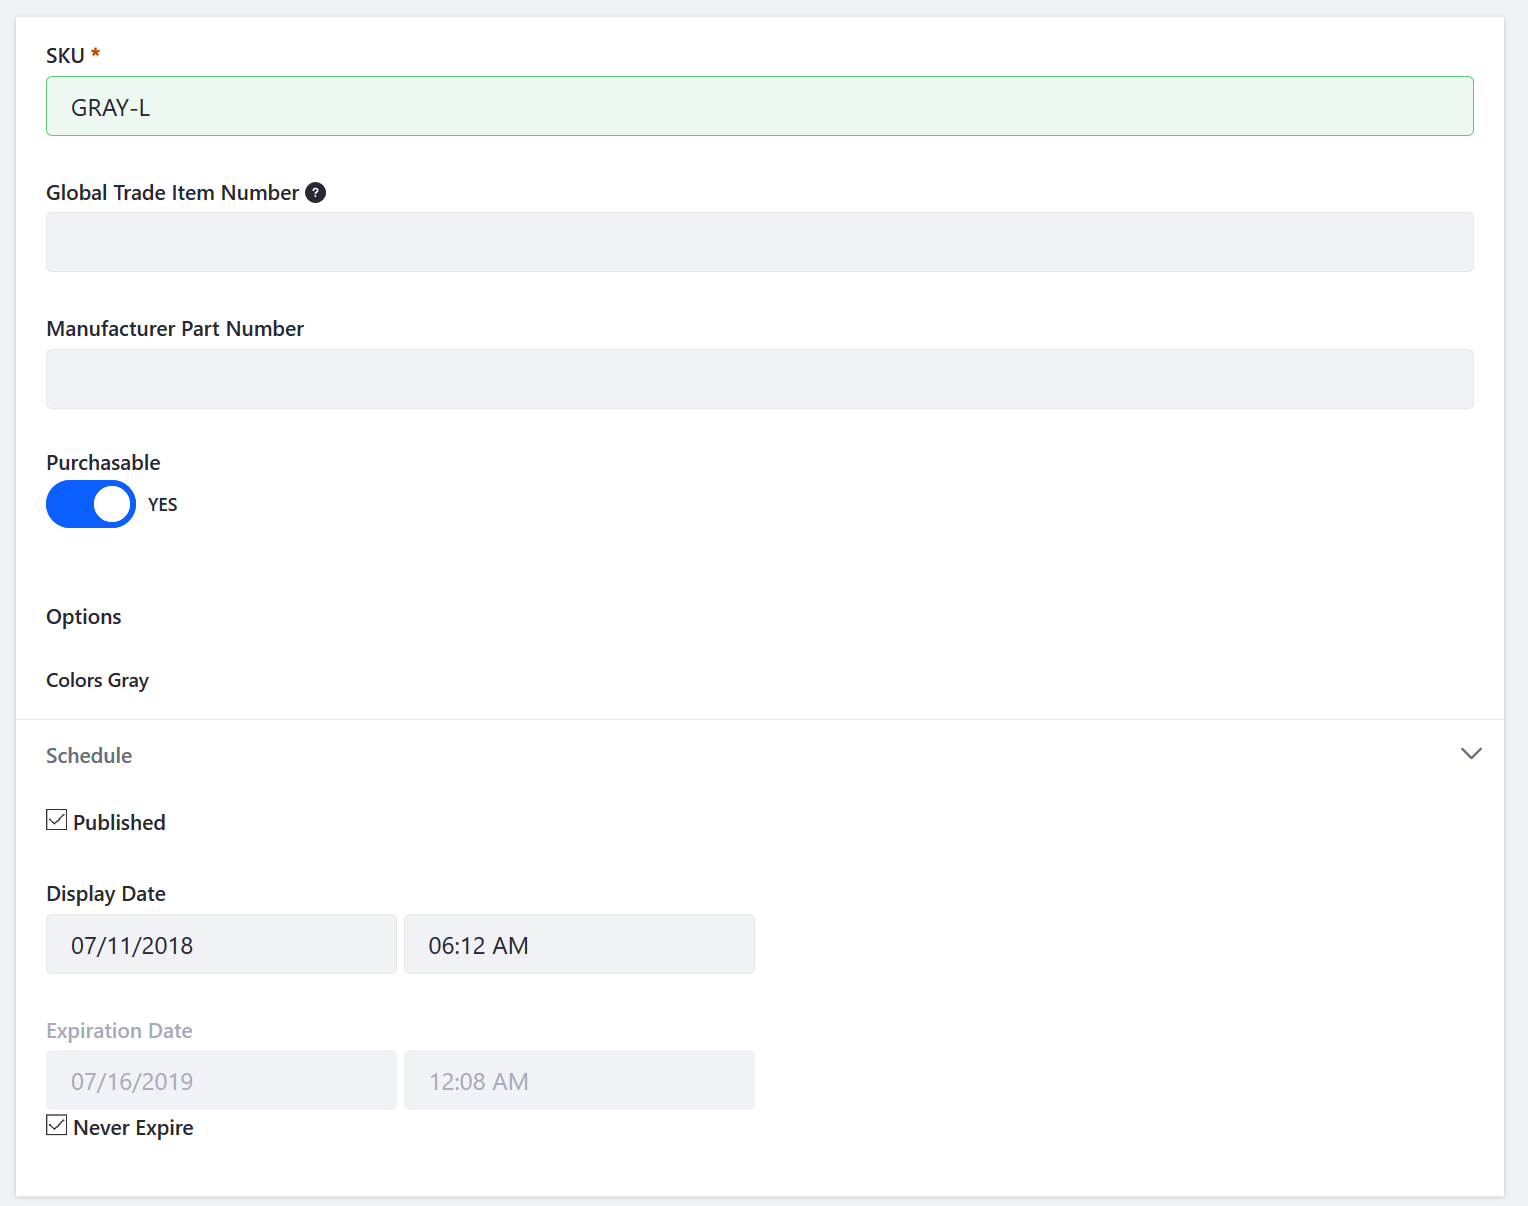 SKU *
GRAY-L
Global Trade Item Number ?
Manufacturer Part Number
Purchasable
YES
Options
Colors Gray
Schedule
Published
Display Date
07/11/2018 06:12 AM
Expiration Date
07/16/2019 12:08 AM
Never Expire